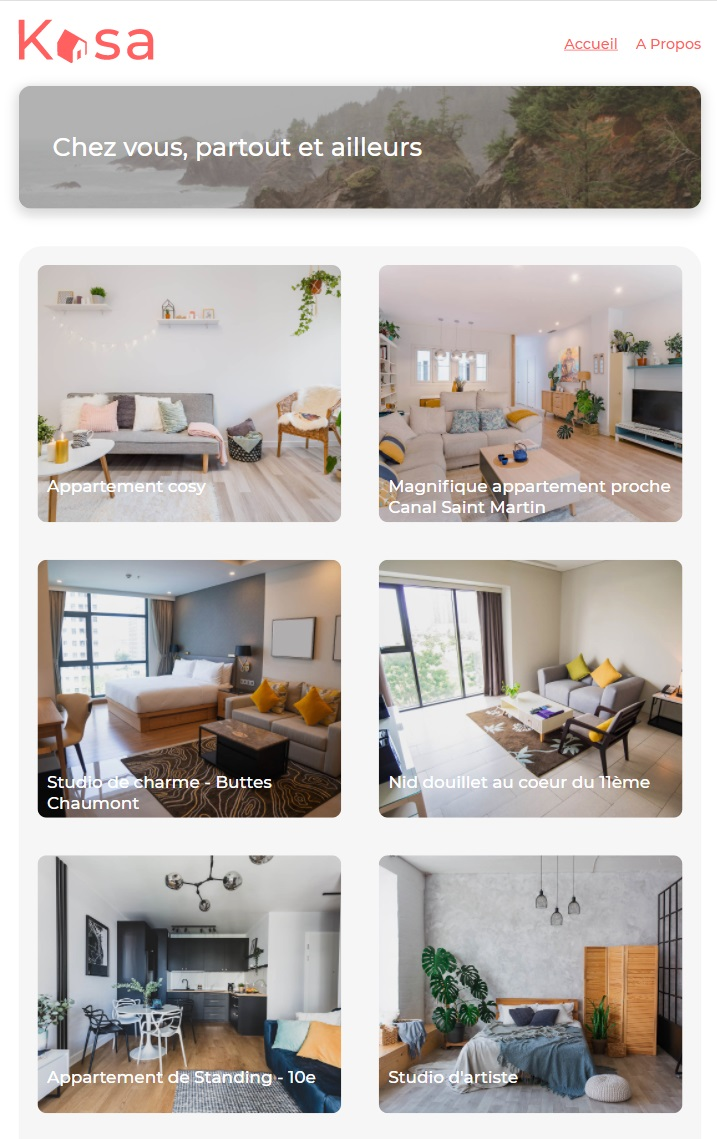 Kasa
Accueil A Propos
Chez vous, partout et ailleurs
Appartement cosy
Magnifique appartement proche
Canal Saint Martin
Studio de charme - Buttes
Chaumont
Nid douillet au coeur du 11ème
Appartement de Standing - 10e
Studio d'artiste